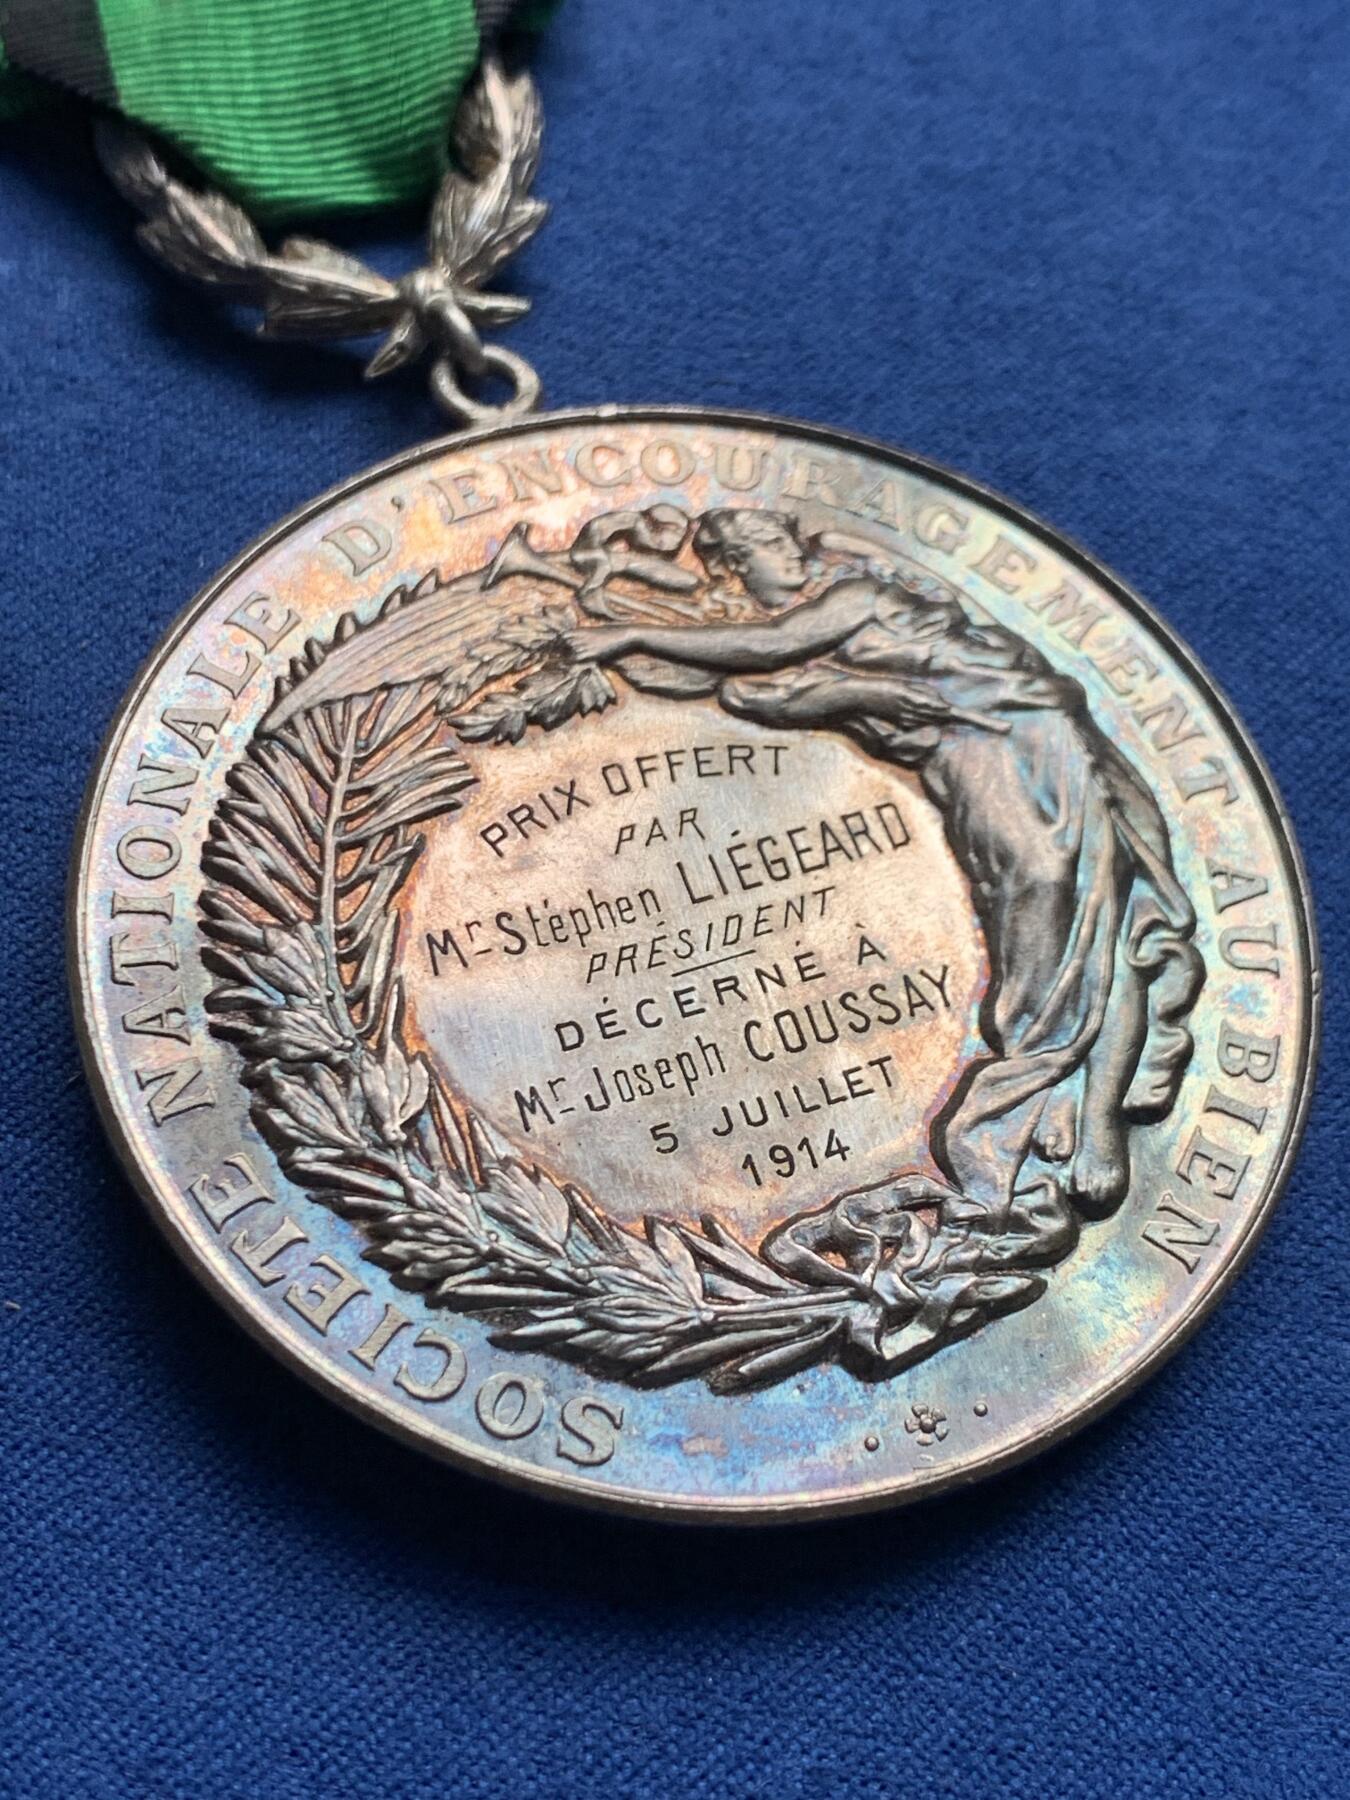 SOCIETE NATIONALE D'ENCOURAGEMENT AU BIEN
PRIX OFFERT
PAR
Mr Stéphen LIÉGEARD
PRÉSIDENT
DÉCERNÉ À
Mr Joseph COUSSAY
5 JUILLET
1914